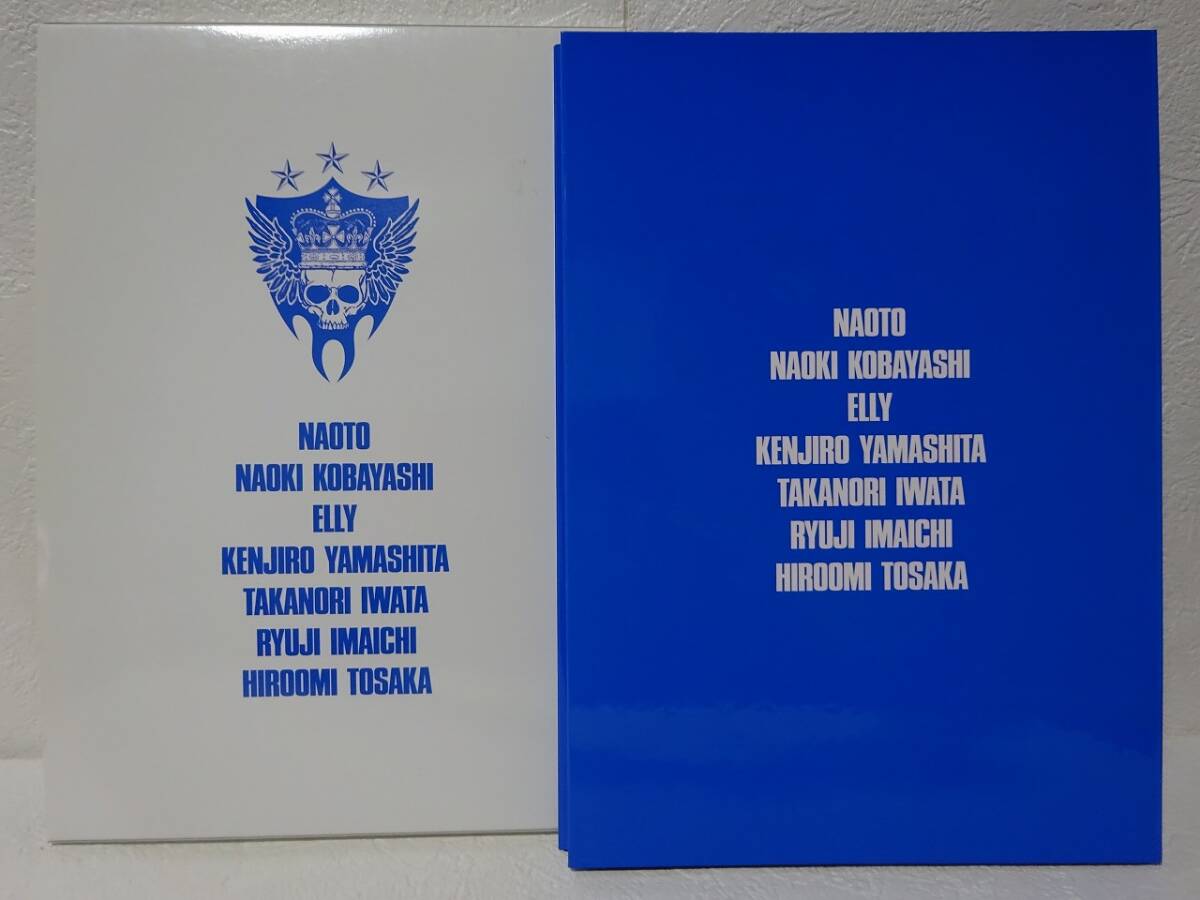 NAOTO
NAOKI KOBAYASHI
ELLY
KENJIRO YAMASHITA
TAKANORI IWATA
RYUJI IMAICHI
HIROOMI TOSAKA
NAOTO
NAOKI KOBAYASHI
ELLY
KENJIRO YAMASHITA
TAKANORI IWATA
RYUJI IMAICHI
HIROOMI TOSAKA